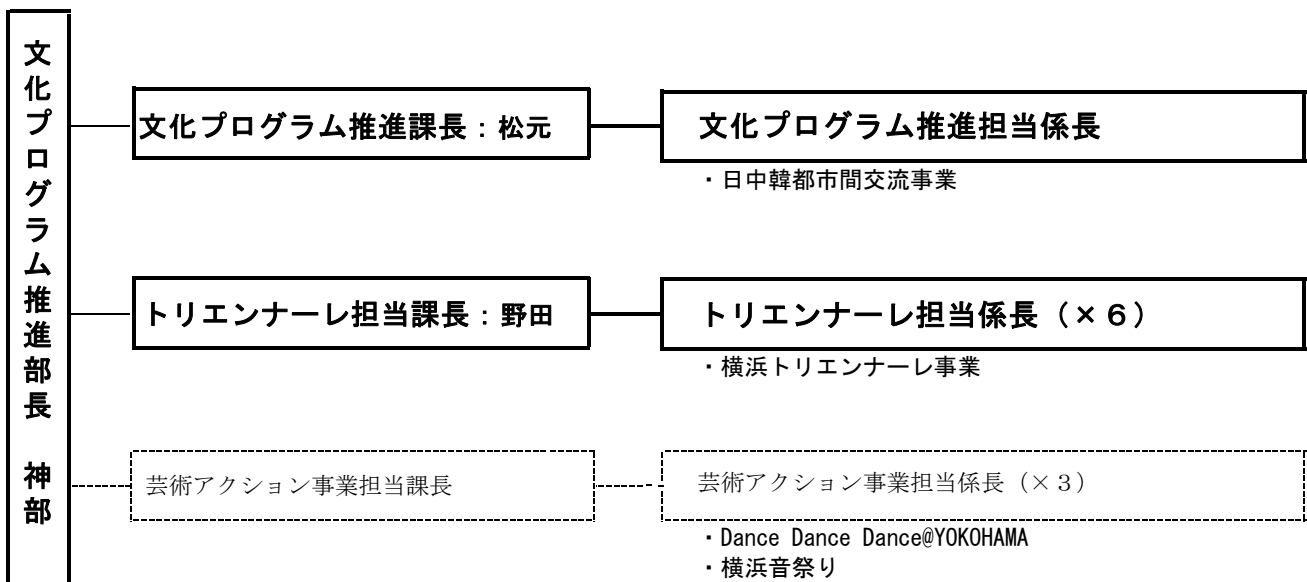 文化プログラム推進部長 神部
文化プログラム推進課長：松元
文化プログラム推進担当係長
・日中韓都市間交流事業
トリエンナーレ担当課長：野田
トリエンナーレ担当係長（×６）
・横浜トリエンナーレ事業
芸術アクション事業担当課長
芸術アクション事業担当係長（×３）
・Dance Dance Dance@YOKOHAMA
・横浜音祭り